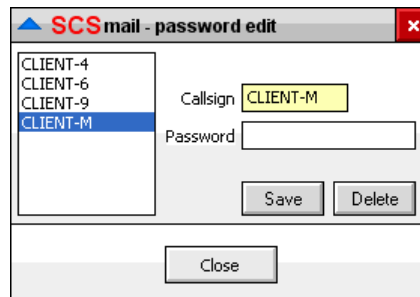 SCS mail - password edit
CLIENT-4
CLIENT-6
CLIENT-9
CLIENT-M
Callsign CLIENT-M
Password
Save Delete
Close